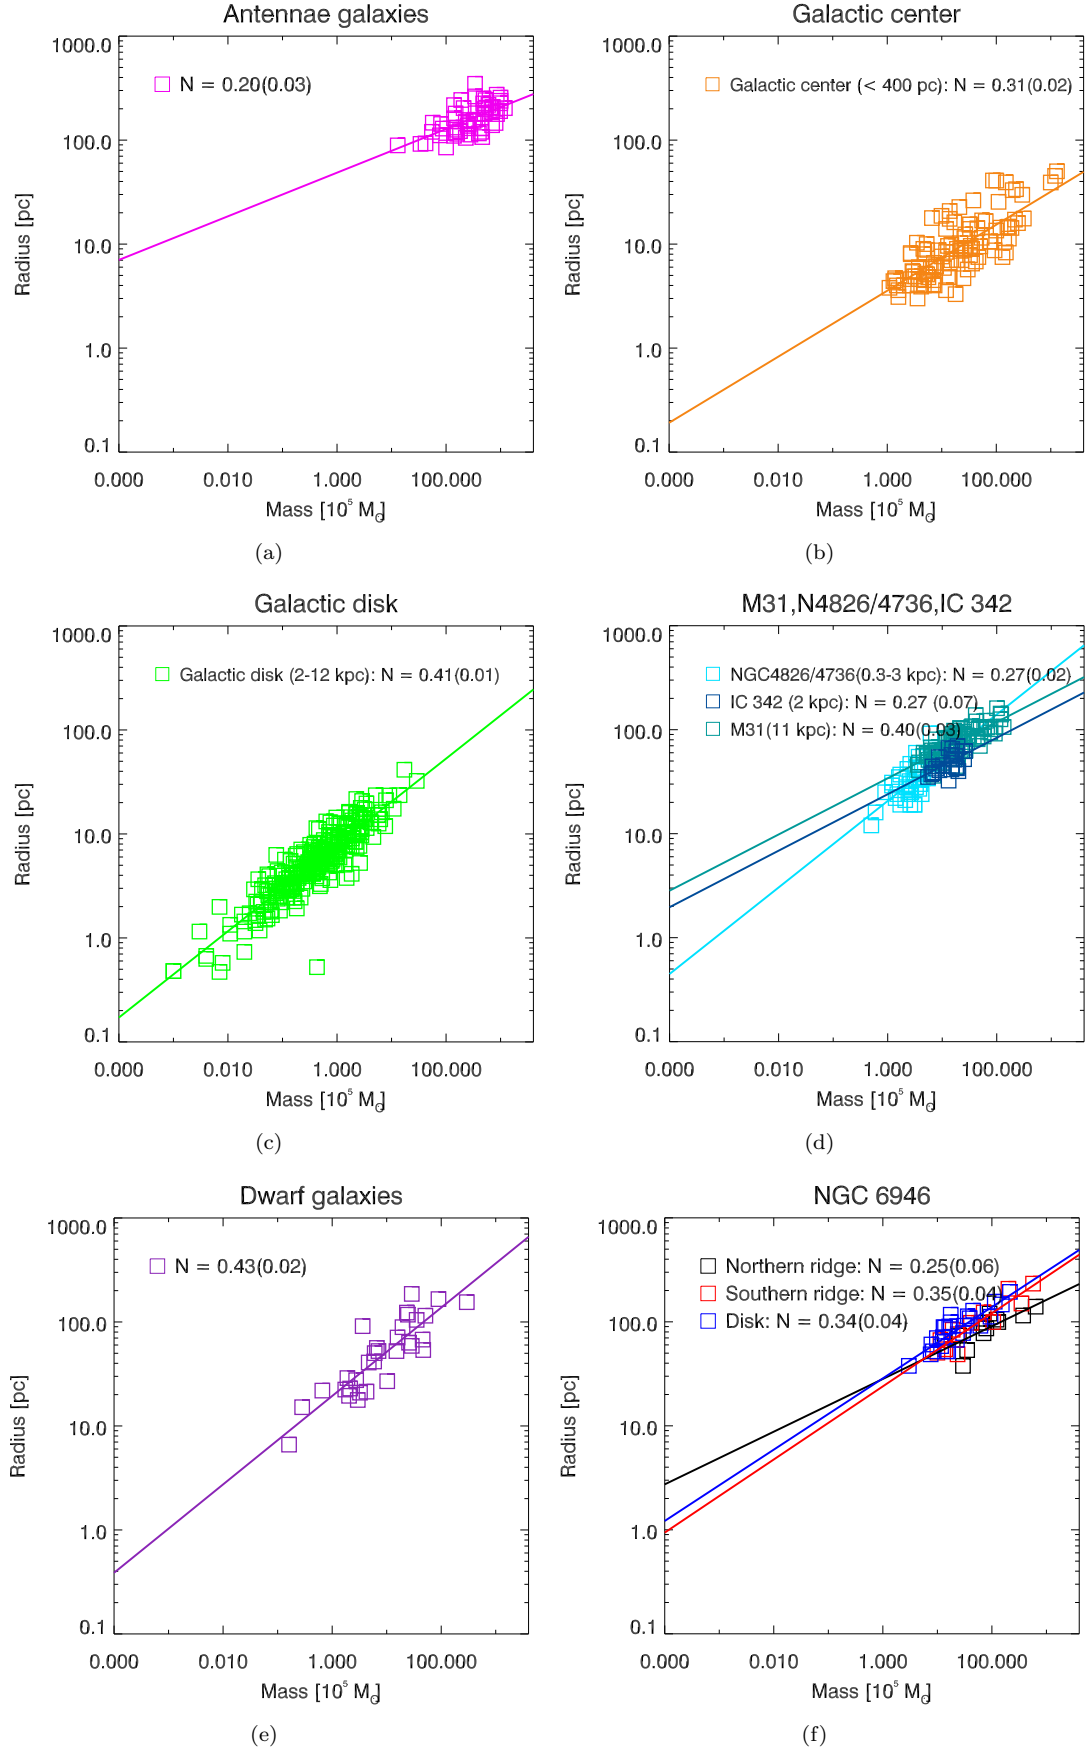 Antennae galaxies
1000.0
100.0
10.0
1.0
0.1
Radius [pc]
N = 0.20(0.03)
0.000 0.010 1.000 100.000
Mass [10⁵ M☉]
(a)
Galactic center
1000.0
100.0
10.0
1.0
0.1
Radius [pc]
Galactic center (< 400 pc): N = 0.31(0.02)
0.000 0.010 1.000 100.000
Mass [10⁵ M☉]
(b)
Galactic disk
1000.0
100.0
10.0
1.0
0.1
Radius [pc]
Galactic disk (2-12 kpc): N = 0.41(0.01)
0.000 0.010 1.000 100.000
Mass [10⁵ M☉]
(c)
M31,N4826/4736,IC 342
1000.0
100.0
10.0
1.0
0.1
Radius [pc]
NGC4826/4736(0.3-3 kpc): N = 0.27(0.02)
IC 342 (2 kpc): N = 0.27 (0.07)
M31(11 kpc): N = 0.40(0.03)
0.000 0.010 1.000 100.000
Mass [10⁵ M☉]
(d)
Dwarf galaxies
1000.0
100.0
10.0
1.0
0.1
Radius [pc]
N = 0.43(0.02)
0.000 0.010 1.000 100.000
Mass [10⁵ M☉]
(e)
NGC 6946
1000.0
100.0
10.0
1.0
0.1
Radius [pc]
Northern ridge: N = 0.25(0.06)
Southern ridge: N = 0.35(0.04)
Disk: N = 0.34(0.04)
0.000 0.010 1.000 100.000
Mass [10⁵ M☉]
(f)